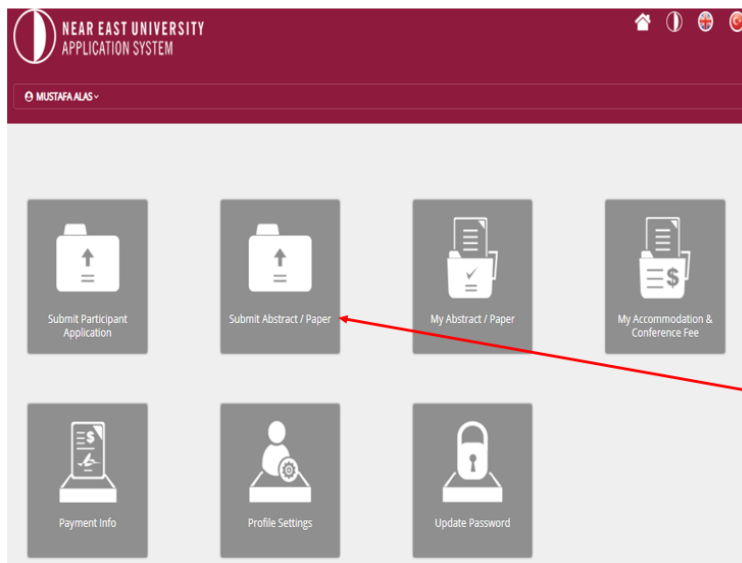 NEAR EAST UNIVERSITY
APPLICATION SYSTEM
MUSTAFA ALAS
Submit Participant
Application
Submit Abstract / Paper
My Abstract / Paper
My Accommodation &
Conference Fee
Payment Info
Profile Settings
Update Password